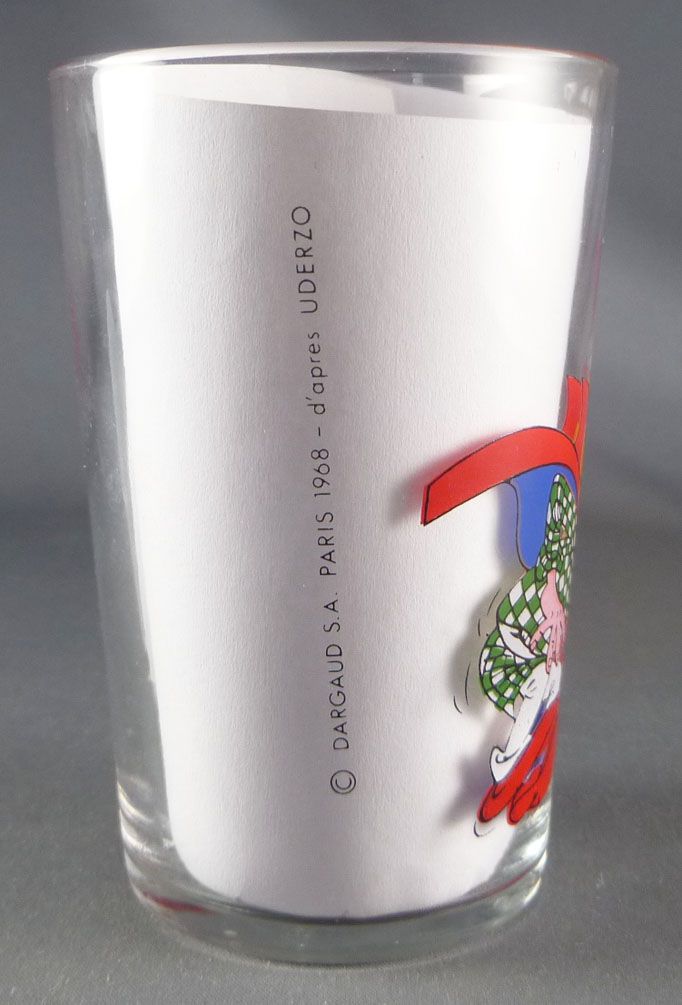 © DARGAUD S.A. PARIS 1968 - d'apres UDERZO